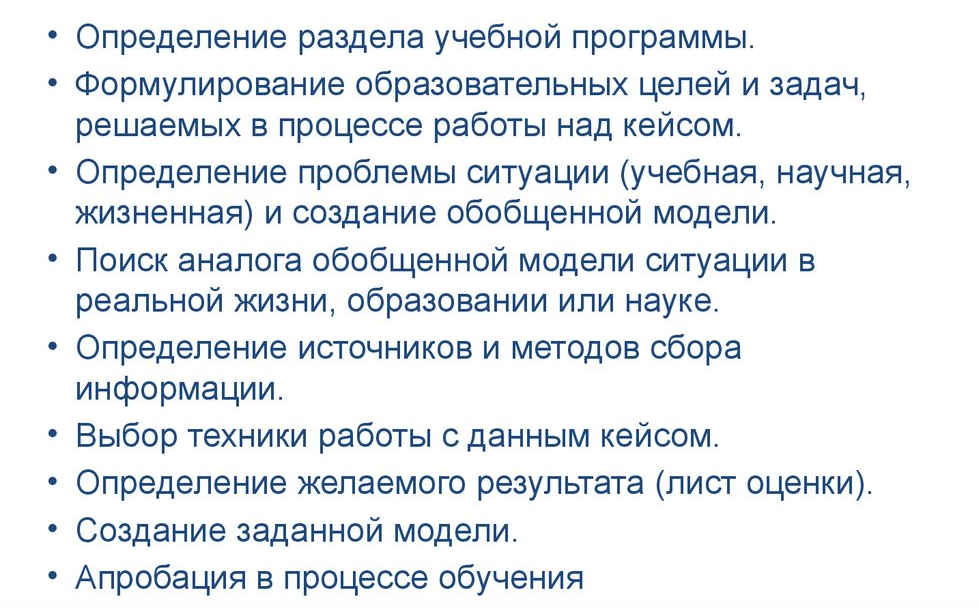 • Определение раздела учебной программы.
• Формулирование образовательных целей и задач,
решаемых в процессе работы над кейсом.
• Определение проблемы ситуации (учебная, научная,
жизненная) и создание обобщенной модели.
• Поиск аналога обобщенной модели ситуации в
реальной жизни, образовании или науке.
• Определение источников и методов сбора
информации.
• Выбор техники работы с данным кейсом.
• Определение желаемого результата (лист оценки).
• Создание заданной модели.
• Апробация в процессе обучения